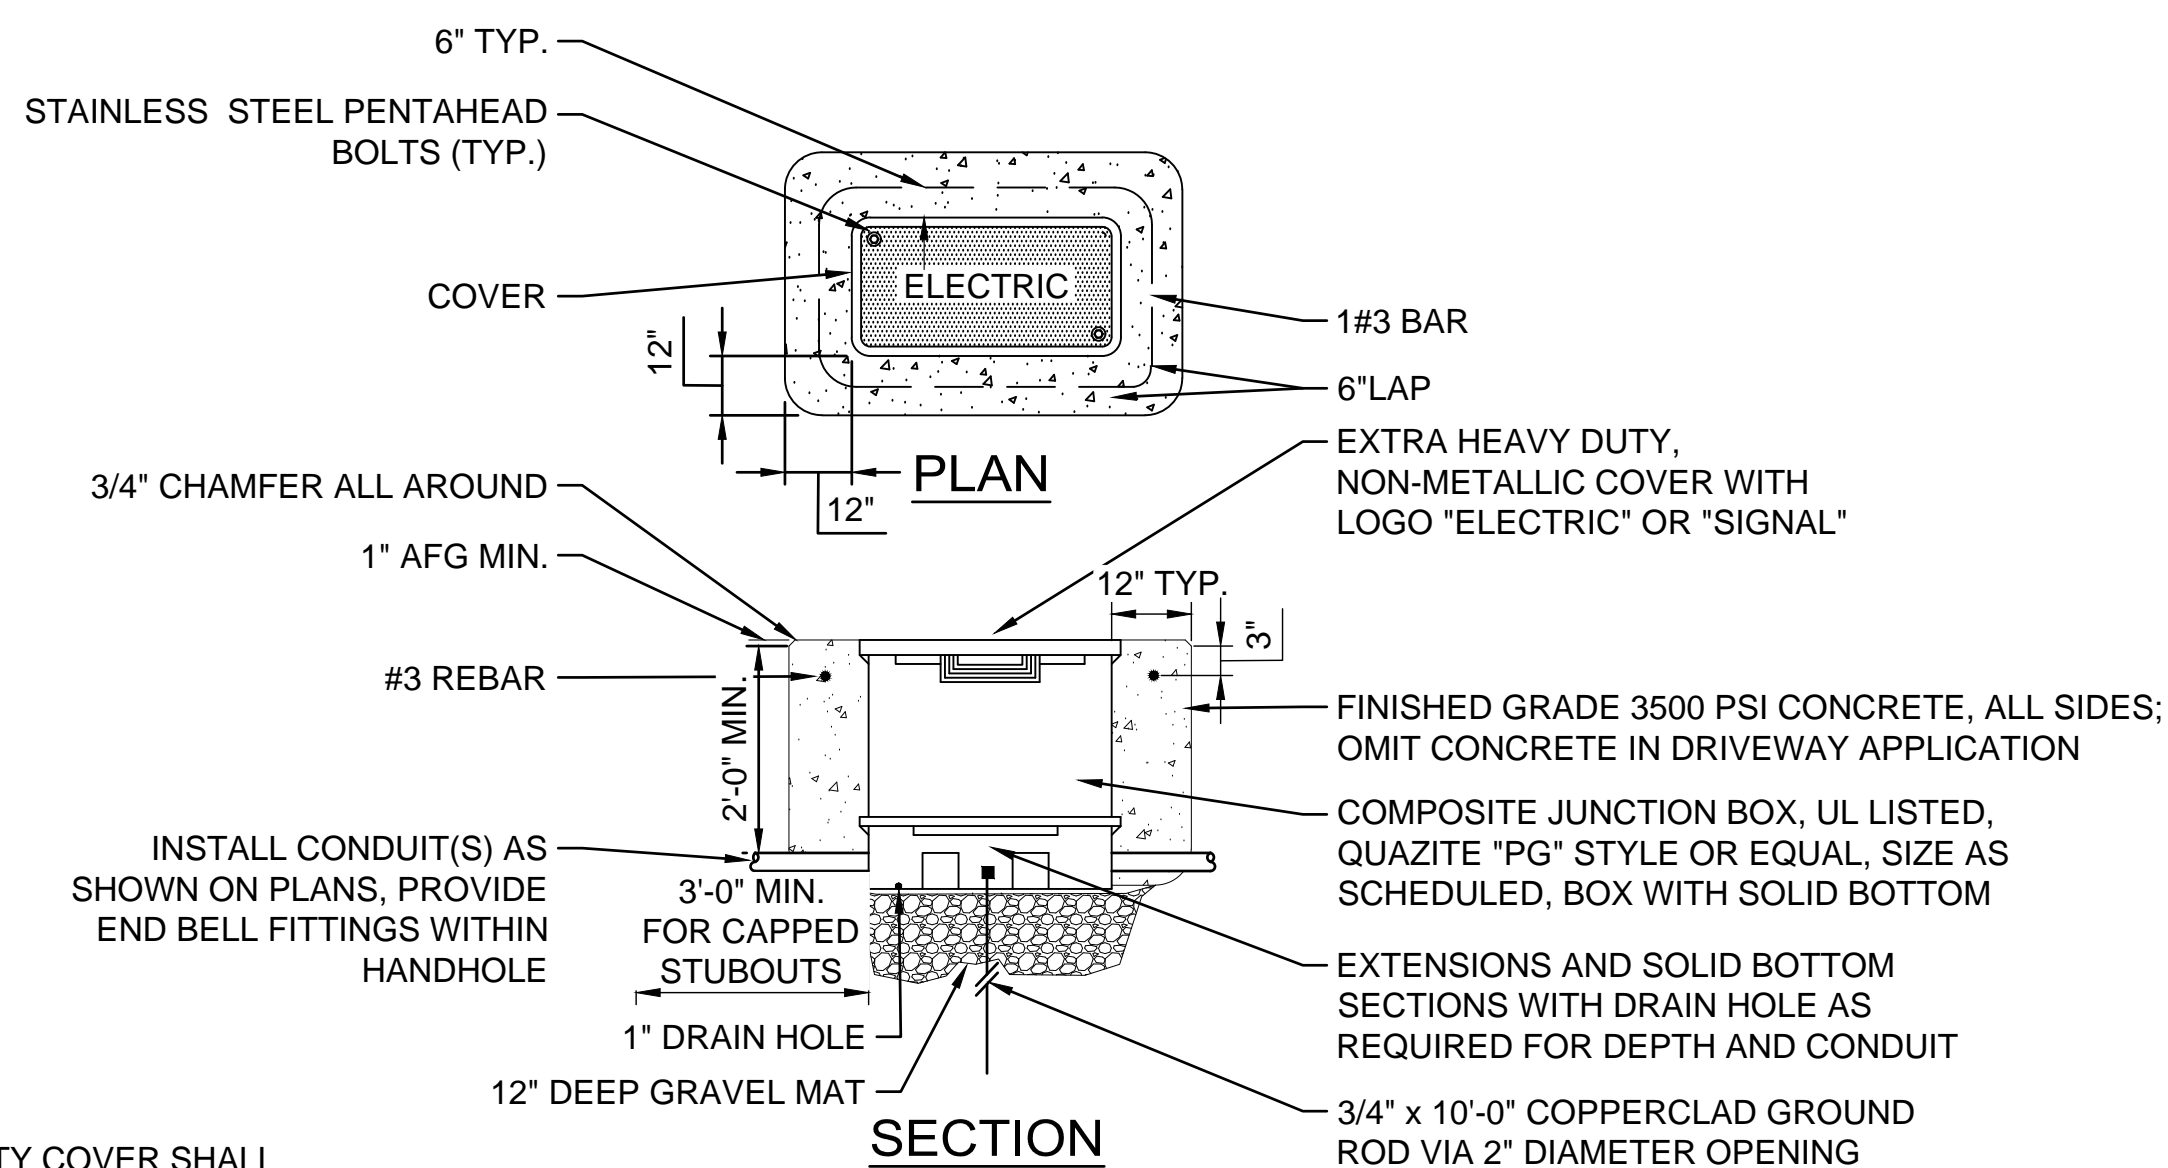 6" TYP.
STAINLESS STEEL PENTAHEAD
BOLTS (TYP.)
COVER
ELECTRIC
12"
12"
PLAN
1#3 BAR
6"LAP
EXTRA HEAVY DUTY,
NON-METALLIC COVER WITH
LOGO "ELECTRIC" OR "SIGNAL"
3/4" CHAMFER ALL AROUND
1" AFG MIN.
#3 REBAR
2'-0" MIN.
12" TYP.
3"
FINISHED GRADE 3500 PSI CONCRETE, ALL SIDES;
OMIT CONCRETE IN DRIVEWAY APPLICATION
COMPOSITE JUNCTION BOX, UL LISTED,
QUAZITE "PG" STYLE OR EQUAL, SIZE AS
SCHEDULED, BOX WITH SOLID BOTTOM
INSTALL CONDUIT(S) AS
SHOWN ON PLANS, PROVIDE
END BELL FITTINGS WITHIN
HANDHOLE
3'-0" MIN.
FOR CAPPED
STUBOUTS
EXTENSIONS AND SOLID BOTTOM
SECTIONS WITH DRAIN HOLE AS
REQUIRED FOR DEPTH AND CONDUIT
1" DRAIN HOLE
12" DEEP GRAVEL MAT
3/4" x 10'-0" COPPERCLAD GROUND
ROD VIA 2" DIAMETER OPENING
SECTION
TY COVER SHALL